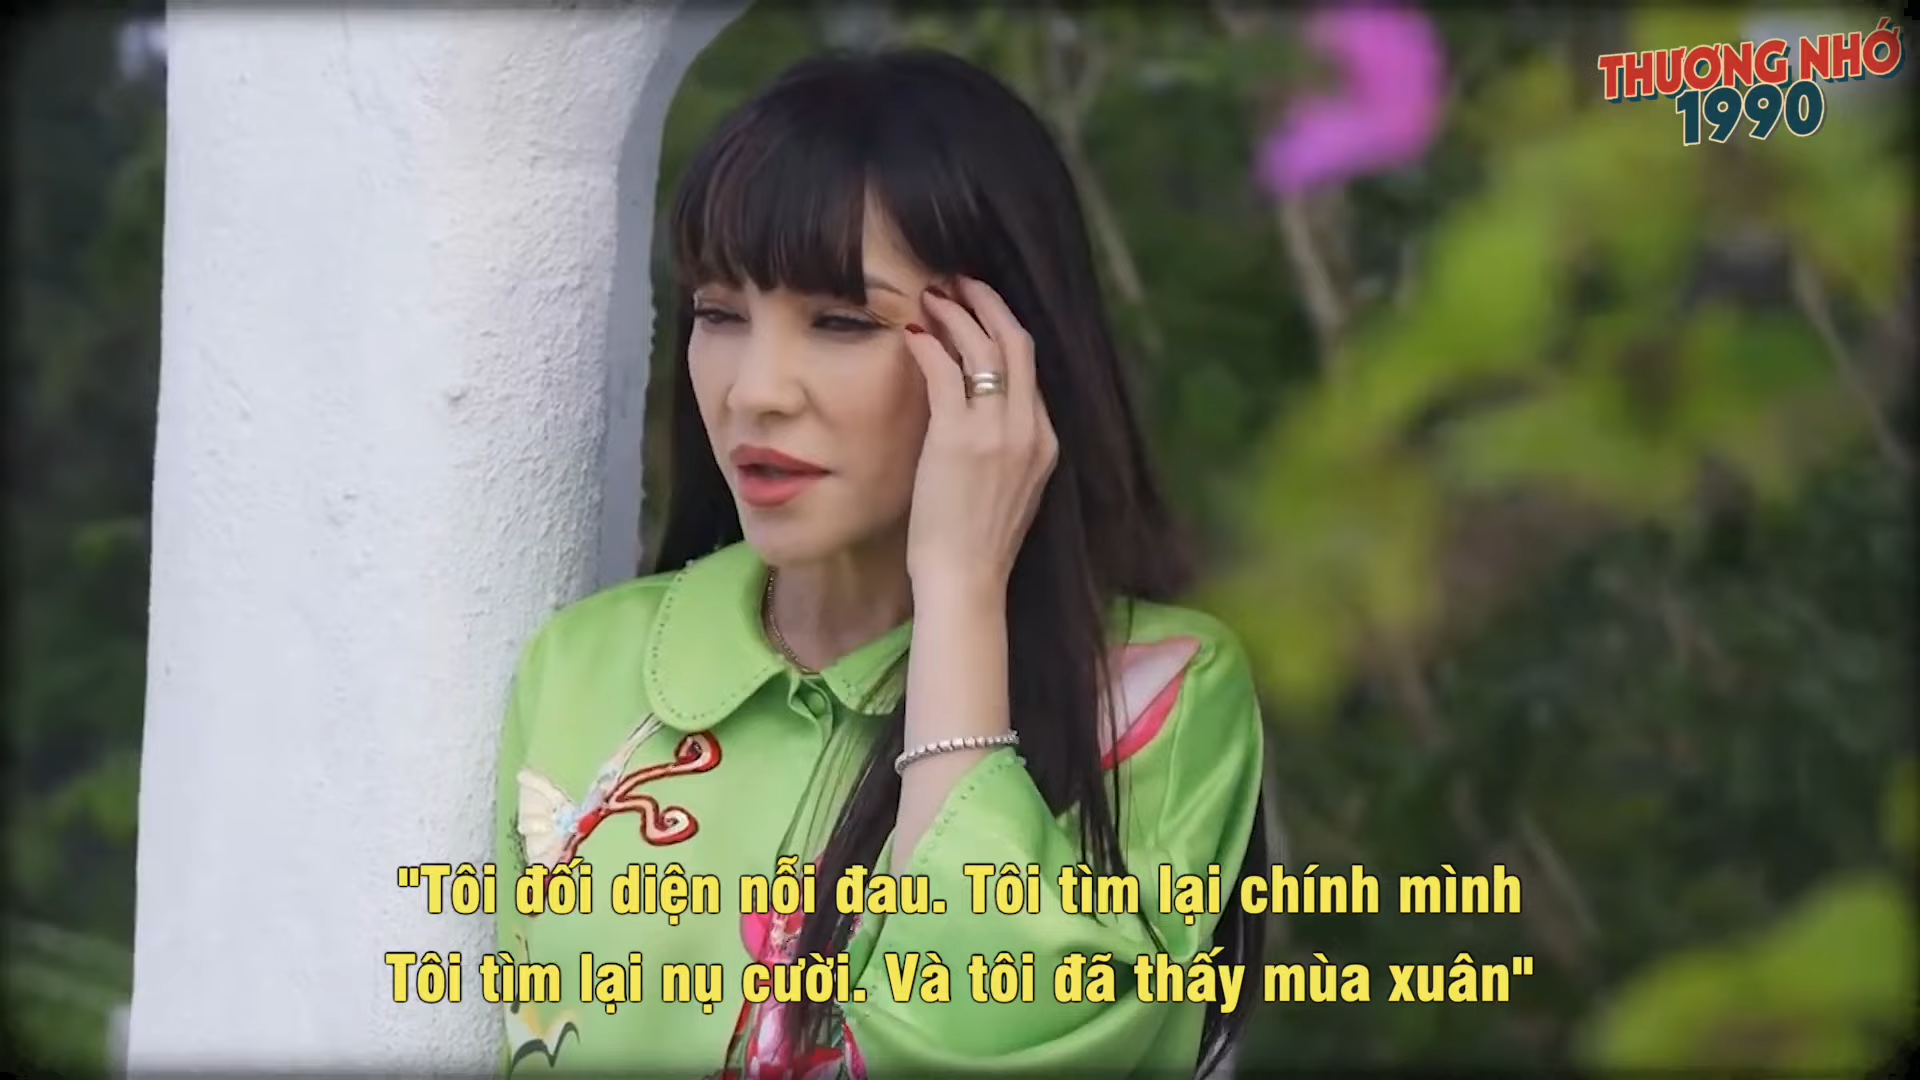 THƯƠNG NHỚ
1990
"Tôi đối diện nỗi đau. Tôi tìm lại chính mình
Tôi tìm lại nụ cười. Và tôi đã thấy mùa xuân"